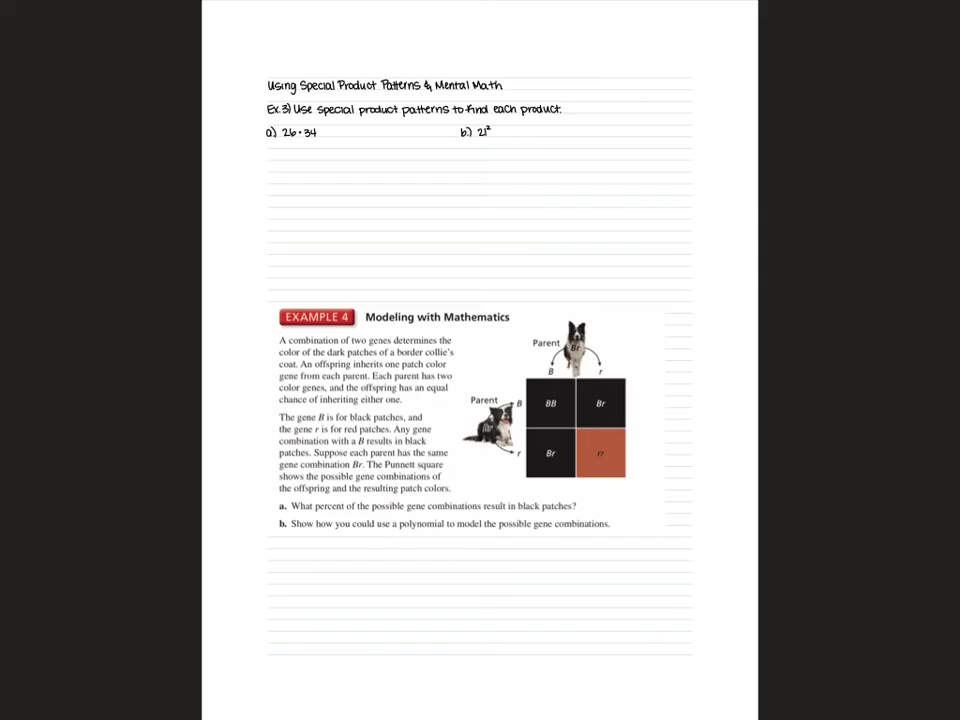 Using Special Product Patterns & Mental Math
Ex.3) Use special product patterns to find each product.
a) 26 · 34 b.) 21²
EXAMPLE 4 Modeling with Mathematics
A combination of two genes determines the
color of the dark patches of a border collie's
coat. An offspring inherits one patch color
gene from each parent. Each parent has two
color genes, and the offspring has an equal
chance of inheriting either one.
The gene B is for black patches, and
the gene r is for red patches. Any gene
combination with a B results in black
patches. Suppose each parent has the same
gene combination Br. The Punnett square
shows the possible gene combinations of
the offspring and the resulting patch colors.
Parent
Br
B r
Parent B
Br
r
BB Br
Br rr
a. What percent of the possible gene combinations result in black patches?
b. Show how you could use a polynomial to model the possible gene combinations.